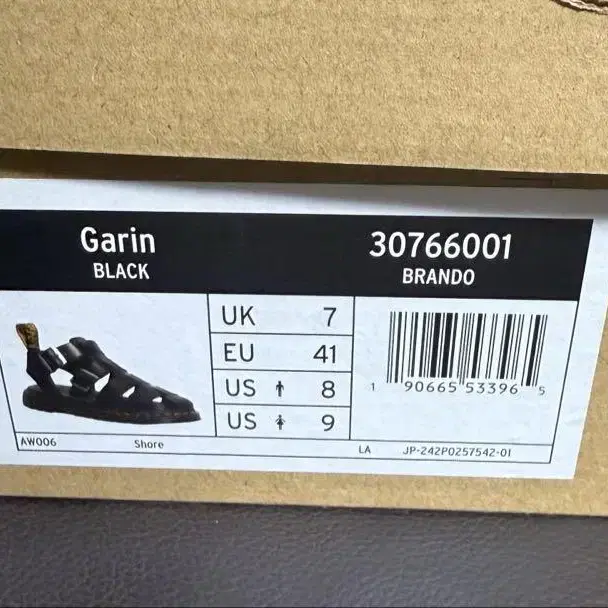 Garin
BLACK
30766001
BRANDO
UK 7
EU 41
US 8
US 9
1 90665 53396 5
AW006 Shore
LA JP-242P0257542-01